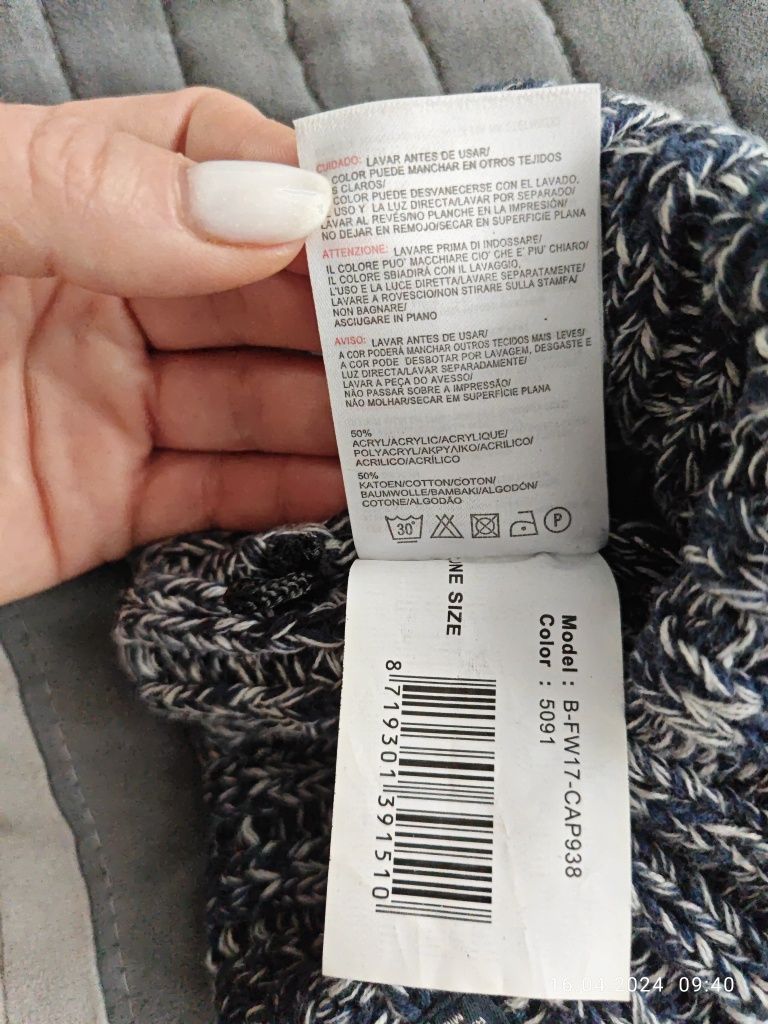 CUIDADO: LAVAR ANTES DE USAR/
COLOR PUEDE MANCHAR EN OTROS TEJIDOS
CLAROS/
COLOR PUEDE DESVANECERSE CON EL LAVADO,
USO Y LA LUZ DIRECTA/LAVAR POR SEPARADO/
LAVAR AL REVÉS/NO PLANCHE EN LA IMPRESIÓN/
NO DEJAR EN REMOJO/SECAR EN SUPERFICIE PLANA
ATTENZIONE: LAVARE PRIMA DI INDOSSARE/
IL COLORE PUO' MACCHIARE CIO' CHE E' PIU' CHIARO/
IL COLORE SBIADIRÀ CON IL LAVAGGIO,
L'USO E LA LUCE DIRETTA/LAVARE SEPARATAMENTE/
LAVARE A ROVESCIO/NON STIRARE SULLA STAMPA/
NON BAGNARE/
ASCIUGARE IN PIANO
AVISO: LAVAR ANTES DE USAR/
A COR PODERÁ MANCHAR OUTROS TECIDOS MAIS LEVES/
A COR PODE DESBOTAR POR LAVAGEM, DESGASTE E
LUZ DIRECTA/LAVAR SEPARADAMENTE/
LAVAR A PEÇA DO AVESSO/
NÃO PASSAR SOBRE A IMPRESSÃO/
NÃO MOLHAR/SECAR EM SUPERFÍCIE PLANA
50%
ACRYL/ACRYLIC/ACRYLIQUE/
POLYACRYL/ΑΚΡΥΛΙΚΟ/ACRILICO/
ACRILICO/ACRÍLICO
50%
KATOEN/COTTON/COTON/
BAUMWOLLE/BAMBAKI/ALGODÓN/
COTONE/ALGODÃO
30°
P
Model : B-FW17-CAP938
Color : 5091
ONE SIZE
8 719301 391510
16.04.2024 09:40